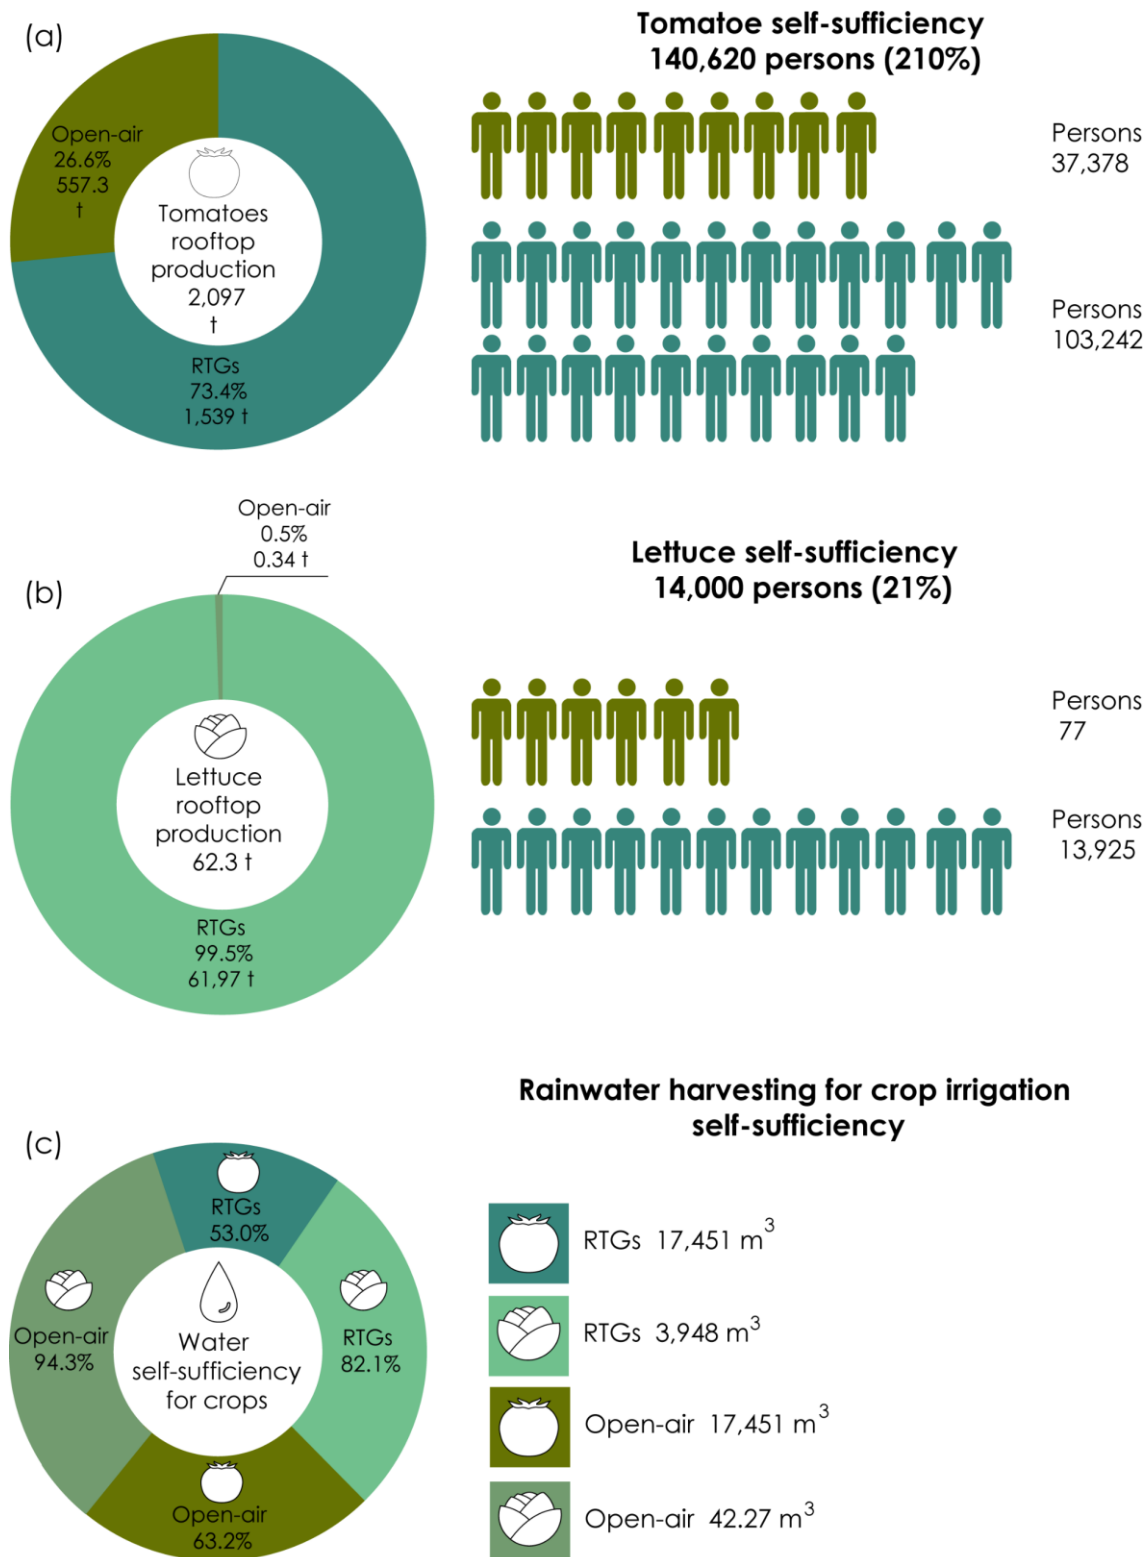 (a)
Tomatoe self-sufficiency
140,620 persons (210%)
Open-air
26.6%
557.3
t
Tomatoes
rooftop
production
2,097
t
RTGs
73.4%
1,539 t
Persons
37,378
Persons
103,242
(b)
Open-air
0.5%
0.34 t
Lettuce self-sufficiency
14,000 persons (21%)
Lettuce
rooftop
production
62.3 t
RTGs
99.5%
61,97 t
Persons
77
Persons
13,925
Rainwater harvesting for crop irrigation
self-sufficiency
(c)
RTGs
53.0%
Open-air
94.3%
Water
self-sufficiency
for crops
RTGs
82.1%
Open-air
63.2%
RTGs 17,451 m³
RTGs 3,948 m³
Open-air 17,451 m³
Open-air 42.27 m³